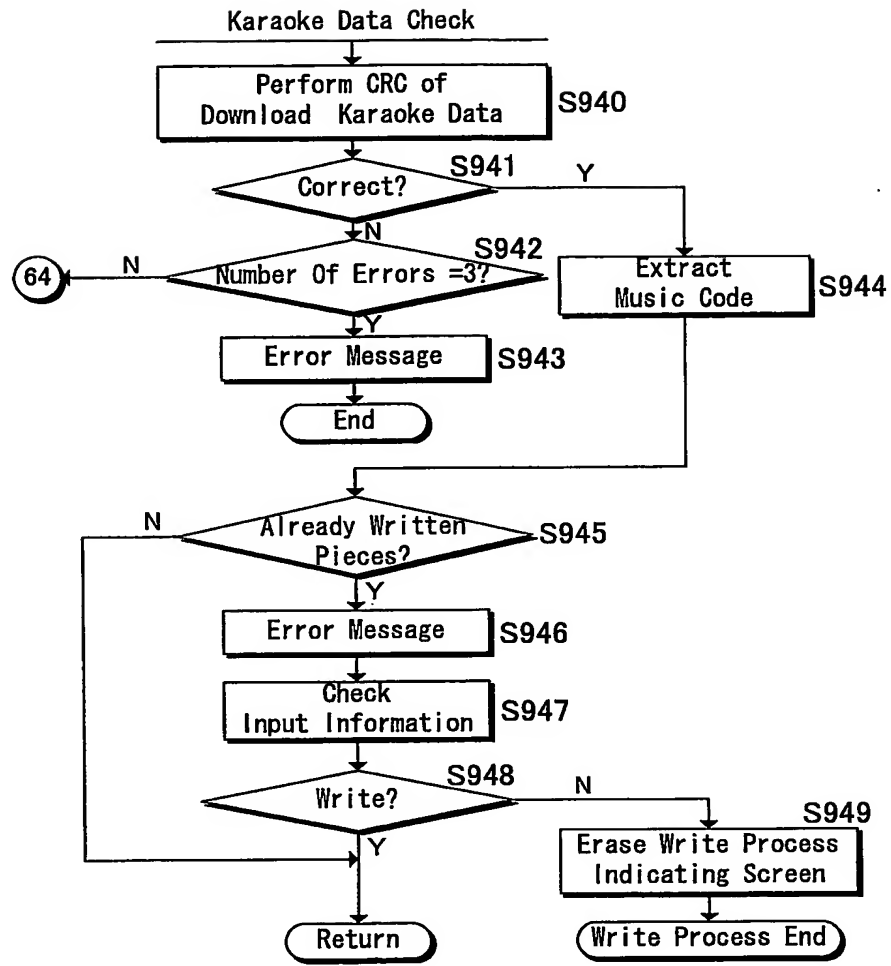 Karaoke Data Check
Perform CRC of
Download Karaoke Data
S940
S941
Correct?
Y
N
S942
64
N
Number Of Errors =3?
Extract
Music Code
S944
Y
Error Message
S943
End
N
Already Written
Pieces?
S945
Y
Error Message
S946
Check
Input Information
S947
S948
Write?
N
Y
S949
Erase Write Process
Indicating Screen
Return
Write Process End